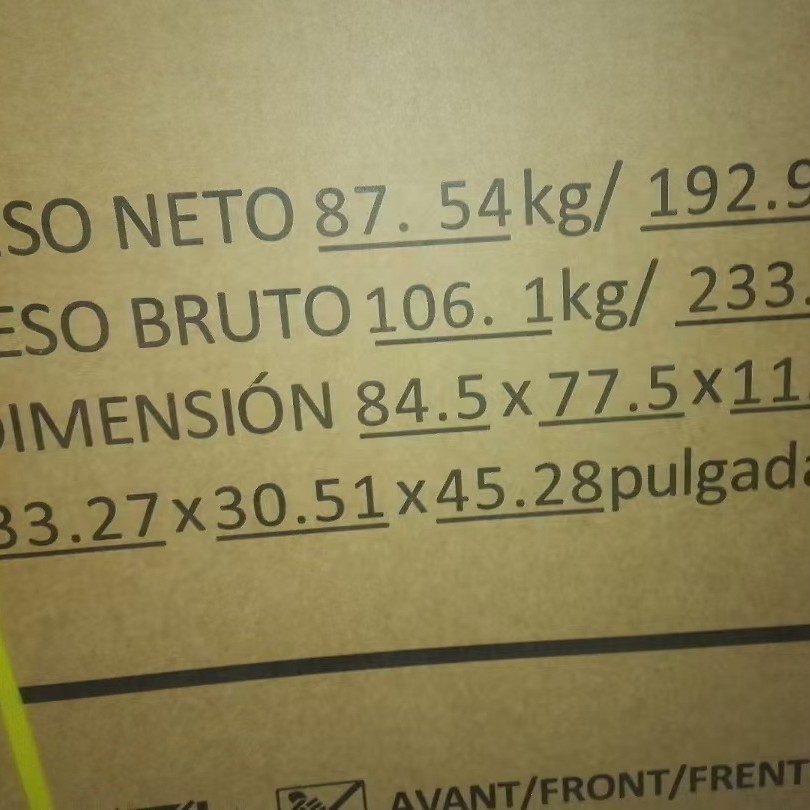 ESO NETO 87. 54kg/ 192.9
ESO BRUTO 106. 1kg/ 233.
DIMENSIÓN 84.5x77.5x11
33.27x30.51x45.28pulgada
AVANT/FRONT/FRENT